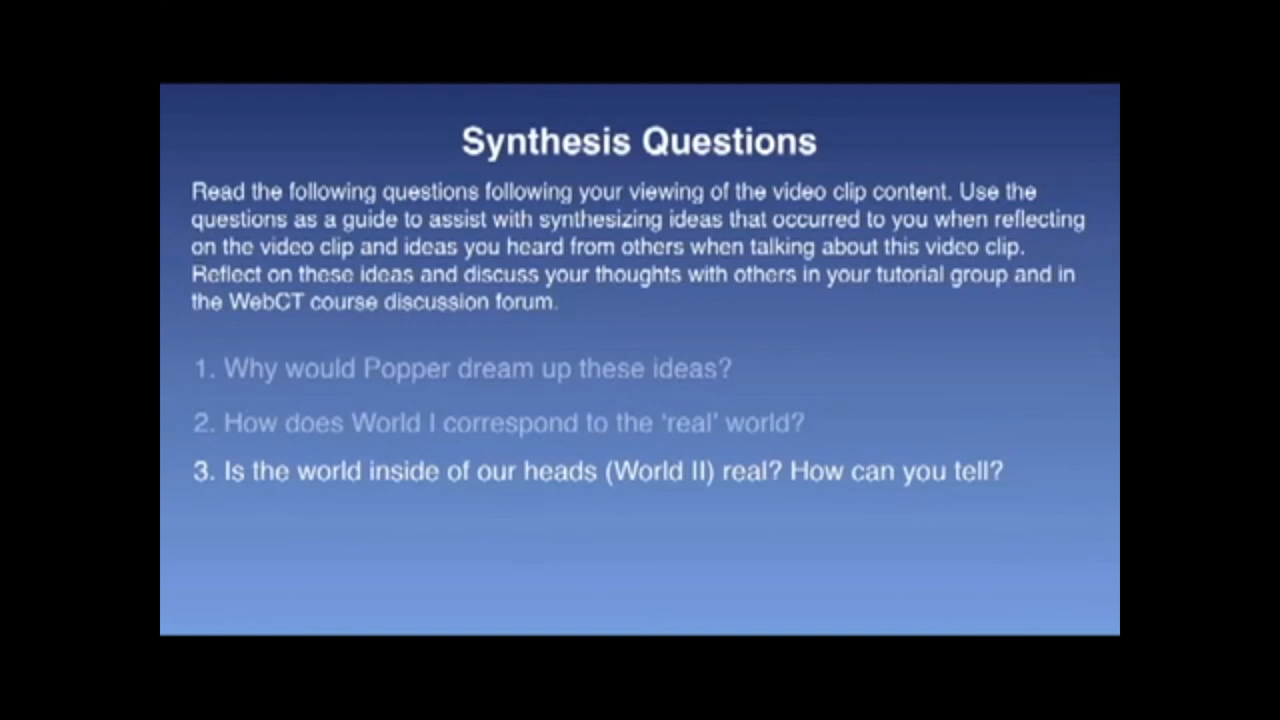 Synthesis Questions
Read the following questions following your viewing of the video clip content. Use the
questions as a guide to assist with synthesizing ideas that occurred to you when reflecting
on the video clip and ideas you heard from others when talking about this video clip.
Reflect on these ideas and discuss your thoughts with others in your tutorial group and in
the WebCT course discussion forum.
1. Why would Popper dream up these ideas?
2. How does World I correspond to the ‘real’ world?
3. Is the world inside of our heads (World II) real? How can you tell?